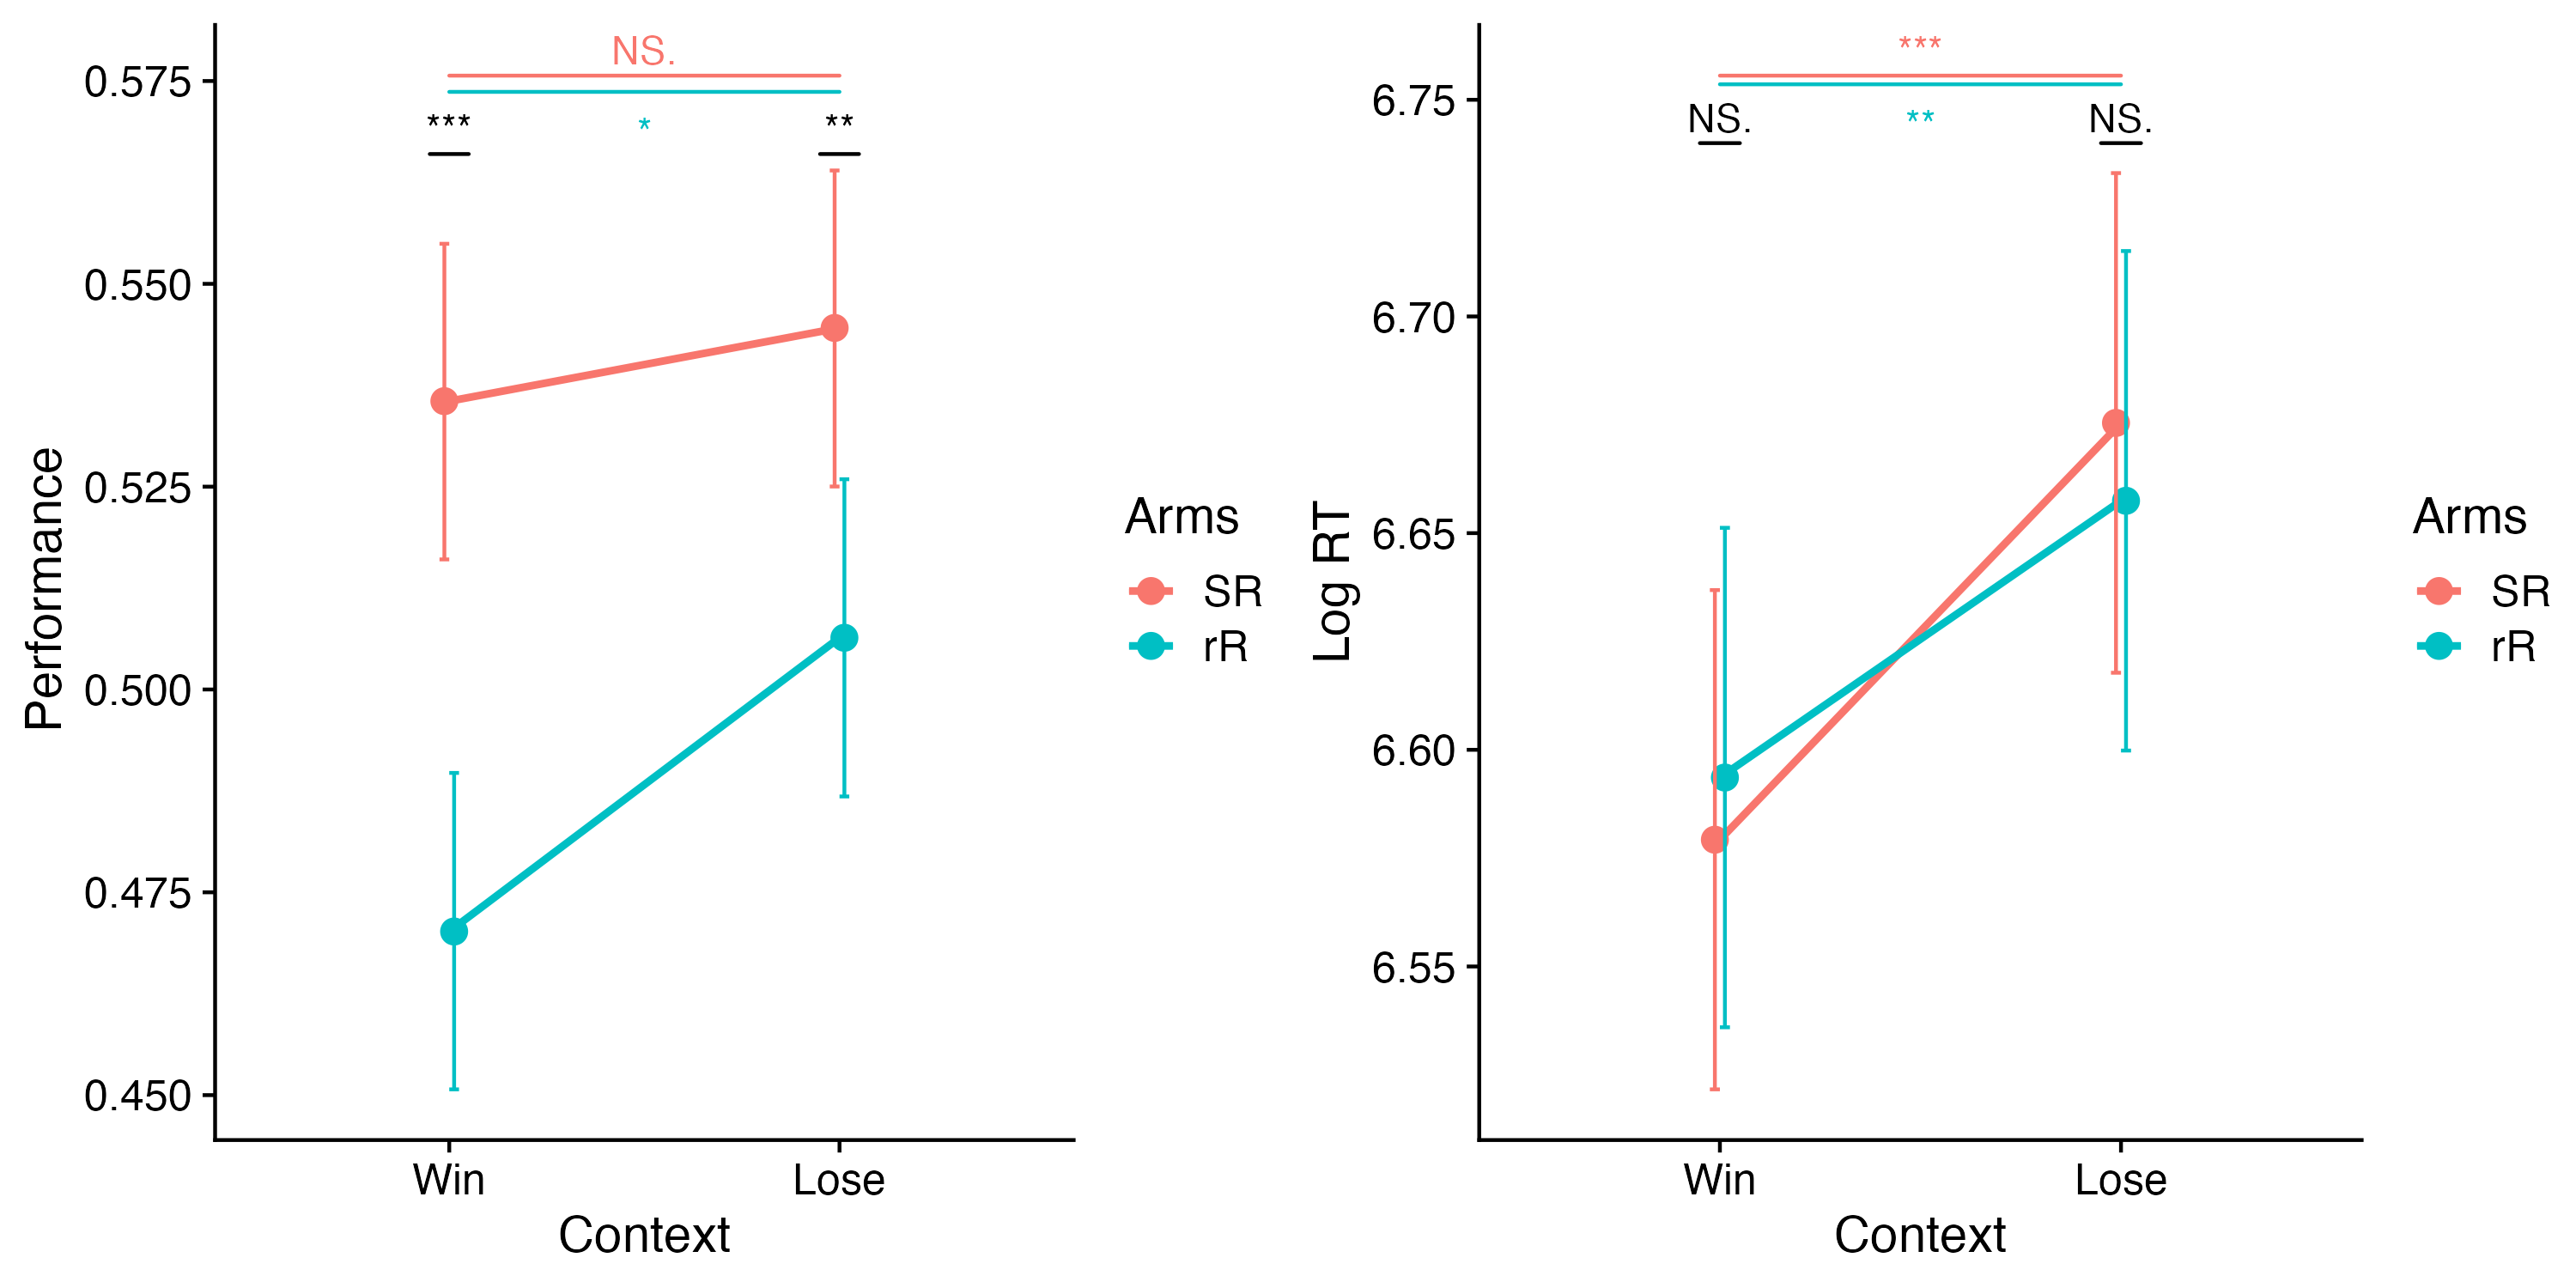 NS.
0.575
***
*
**
0.550
0.525
0.500
0.475
0.450
Performance
Win
Lose
Context
Arms
SR
rR
***
6.75
NS.
**
NS.
6.70
6.65
6.60
6.55
Log RT
Win
Lose
Context
Arms
SR
rR